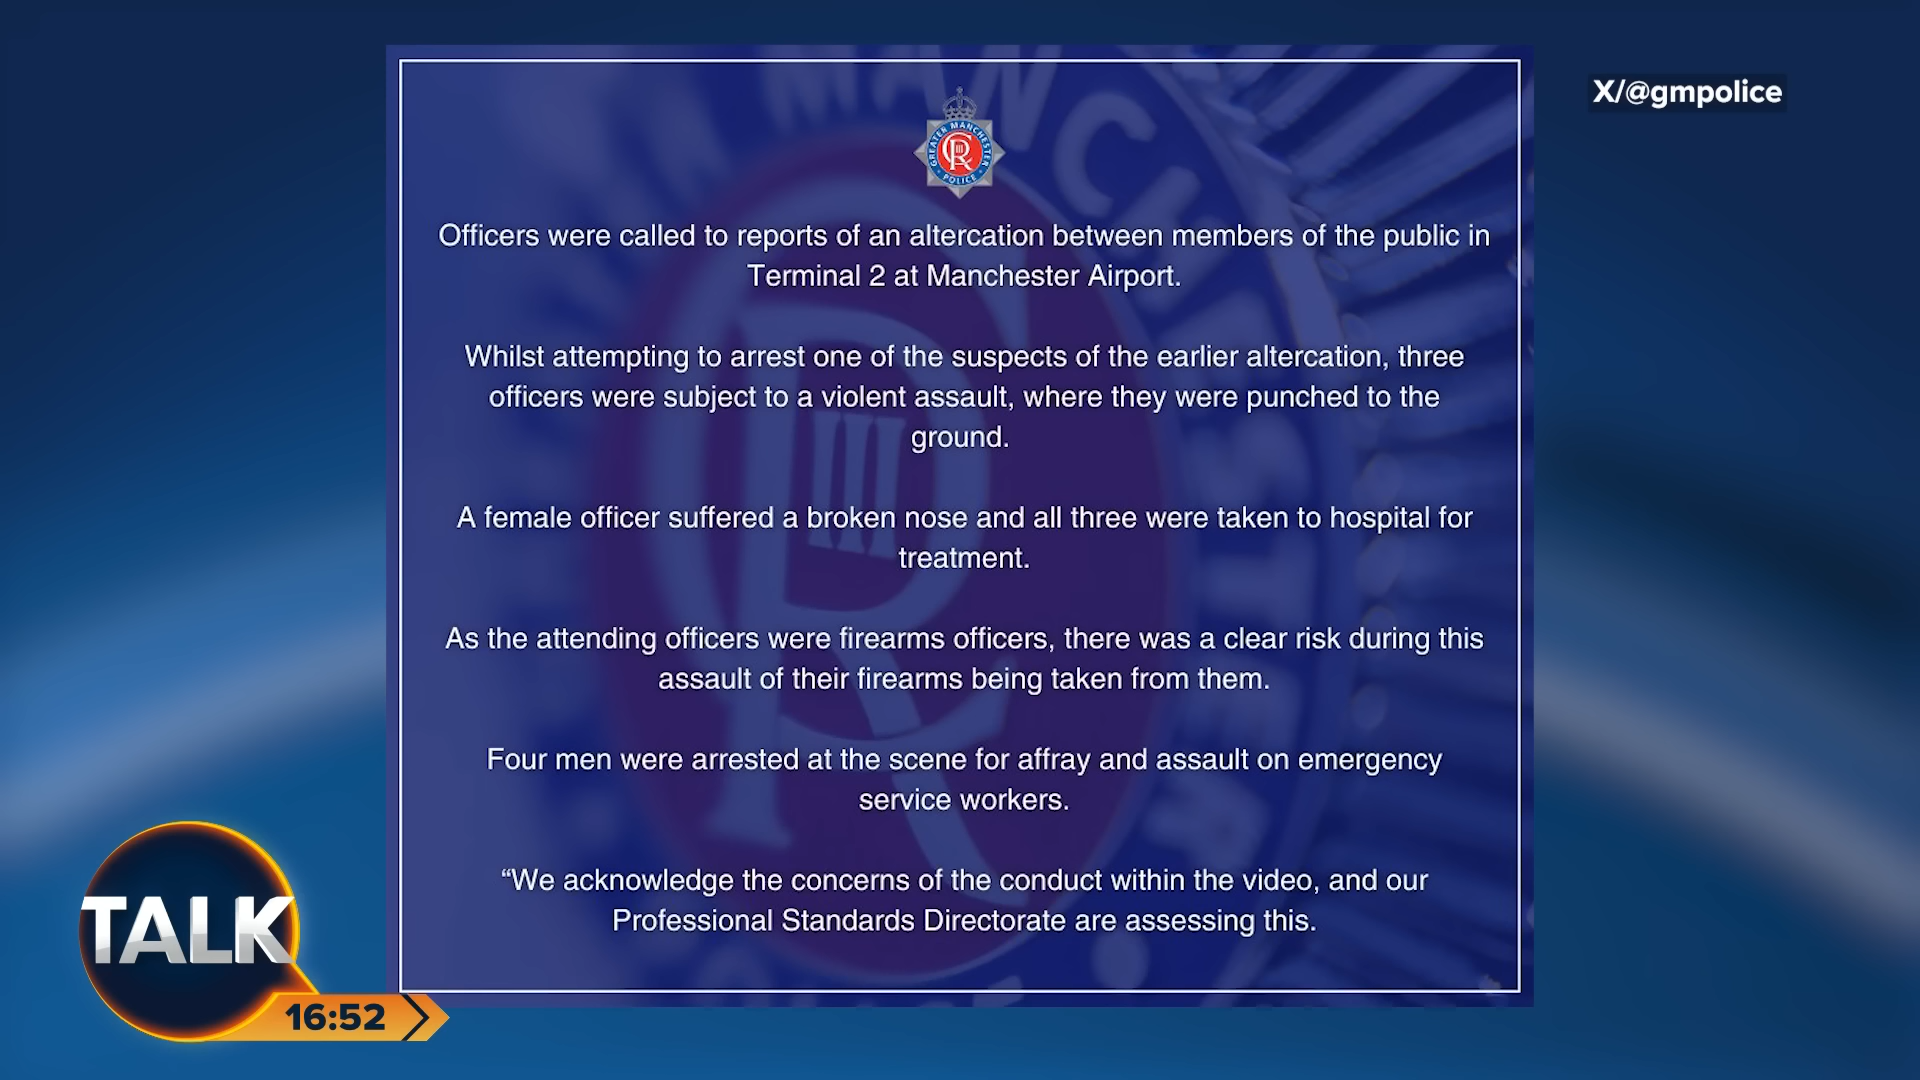 X/@gmpolice
GREATER MANCHESTER
POLICE
Officers were called to reports of an altercation between members of the public in
Terminal 2 at Manchester Airport.
Whilst attempting to arrest one of the suspects of the earlier altercation, three
officers were subject to a violent assault, where they were punched to the
ground.
A female officer suffered a broken nose and all three were taken to hospital for
treatment.
As the attending officers were firearms officers, there was a clear risk during this
assault of their firearms being taken from them.
Four men were arrested at the scene for affray and assault on emergency
service workers.
“We acknowledge the concerns of the conduct within the video, and our
Professional Standards Directorate are assessing this.
TALK
16:52